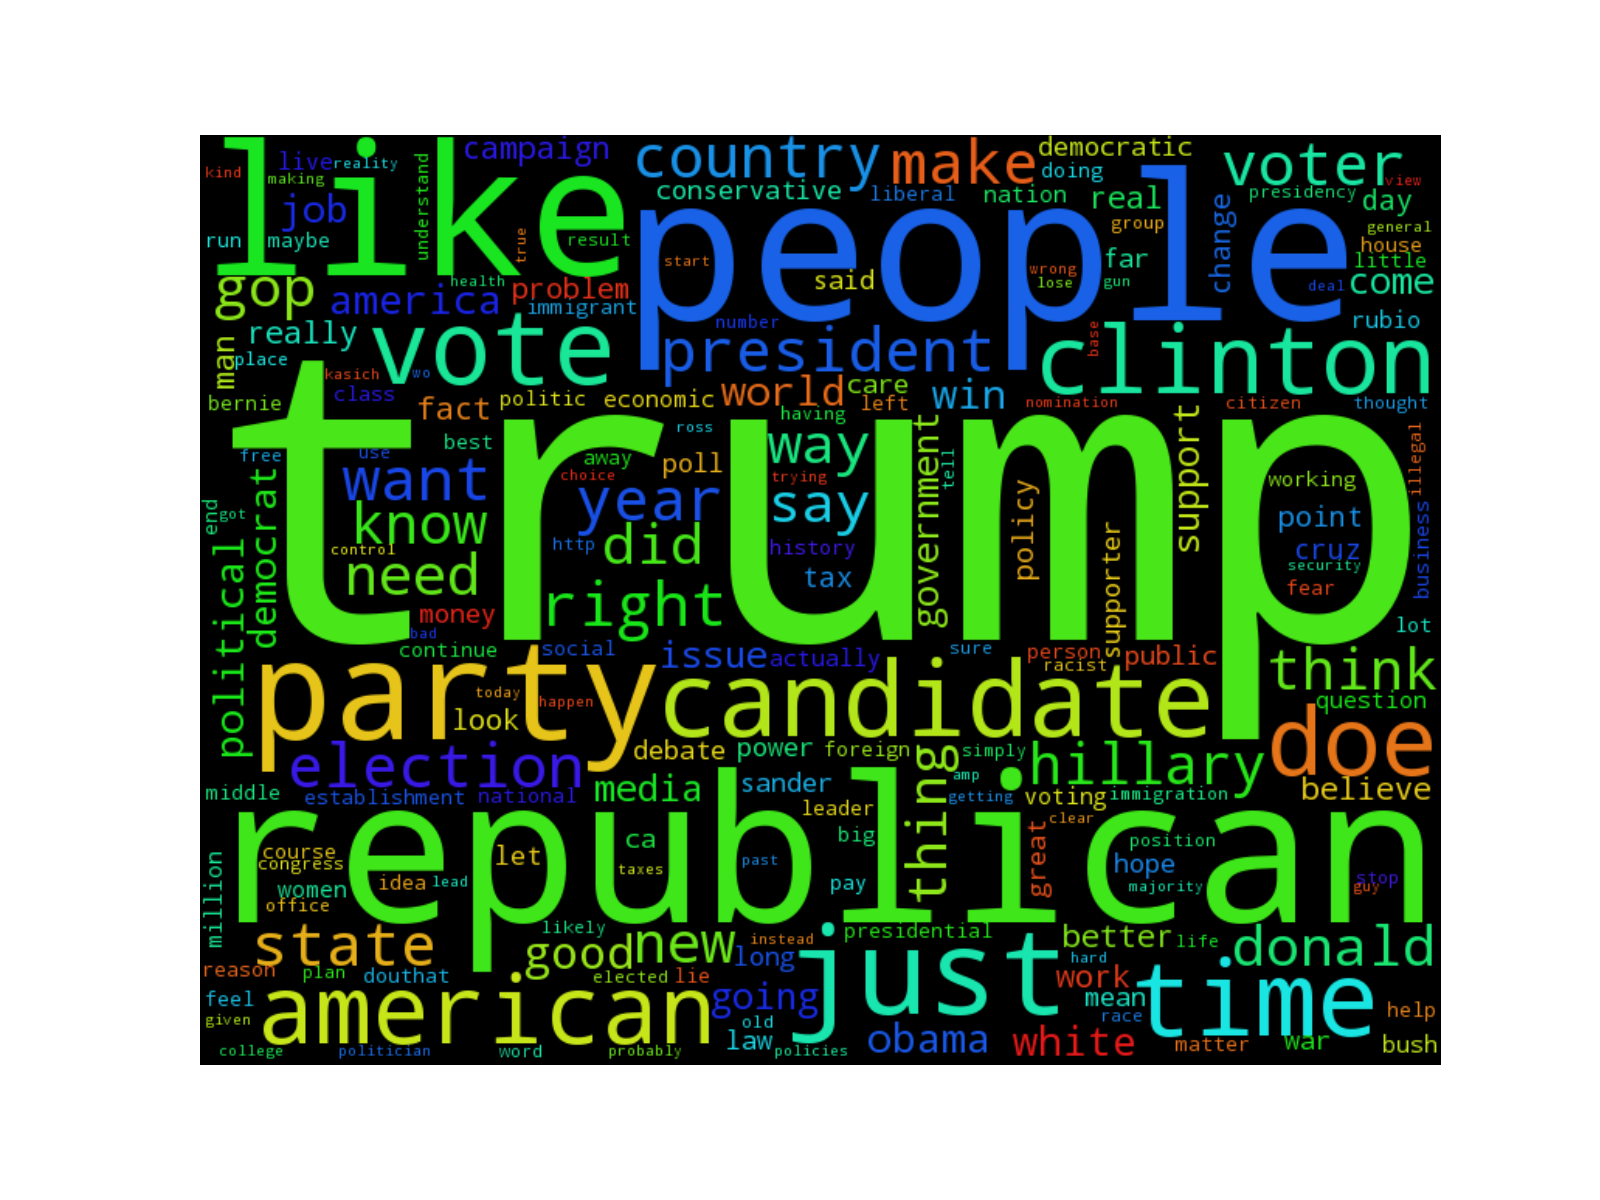 like
people
trump
republican
kind
live
reality
making
job
run
maybe
understand
campaign
true
result
country
make
democratic
doing
conservative
liberal
nation
real
voter
view
presidency
day
general
group
house
little
change
far
come
gun
deal
start
wrong
lose
said
gop
america
health
problem
immigrant
number
rubio
really
vote
president
base
clinton
man
place
kasich
wo
class
bernie
fact
politic
economic
world
care
left
having
win
nomination
citizen
thought
support
best
ross
way
free
use
want
away
choice
poll
trying
tell
government
working
illegal
democrat
end
got
know
year
say
policy
point
control
http
did
history
cruz
security
business
need
tax
fear
supporter
political
money
right
bad
lot
continue
social
issue
actually
sure
person
racist
public
think
party
today
happen
look
candidate
question
doe
debate
power
foreign
thing
simply
hillary
election
amp
believe
middle
establishment
national
media
sander
leader
getting
voting
immigration
clear
big
great
position
course
congress
let
ca
taxes
past
hope
women
idea
lead
pay
majority
stop
guy
office
million
likely
instead
presidential
better
life
donald
state
good
new
just
reason
plan
douthat
elected
lie
long
hard
work
time
feel
american
going
mean
race
help
given
old
law
policies
obama
white
matter
war
bush
college
politician
word
probably